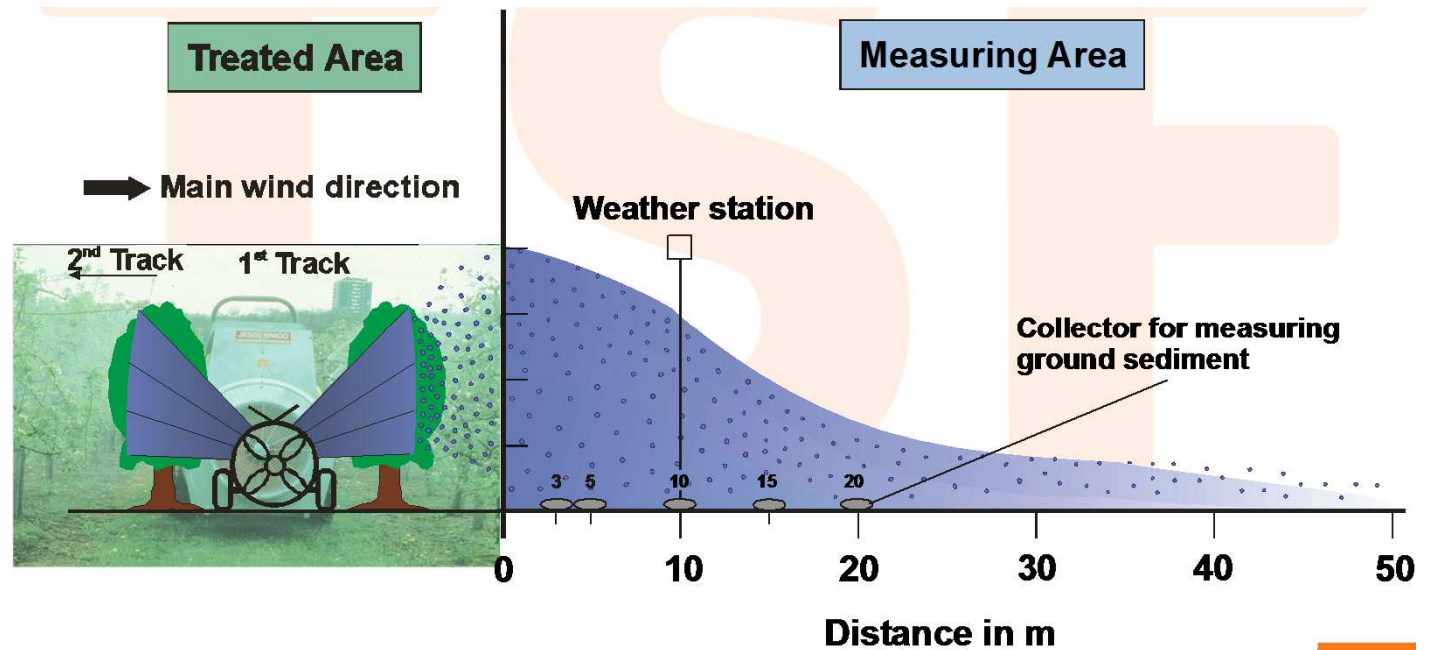 Treated Area
Measuring Area
Main wind direction
Weather station
2nd Track
1st Track
Collector for measuring
ground sediment
3 5 10 15 20
0 10 20 30 40 50
Distance in m